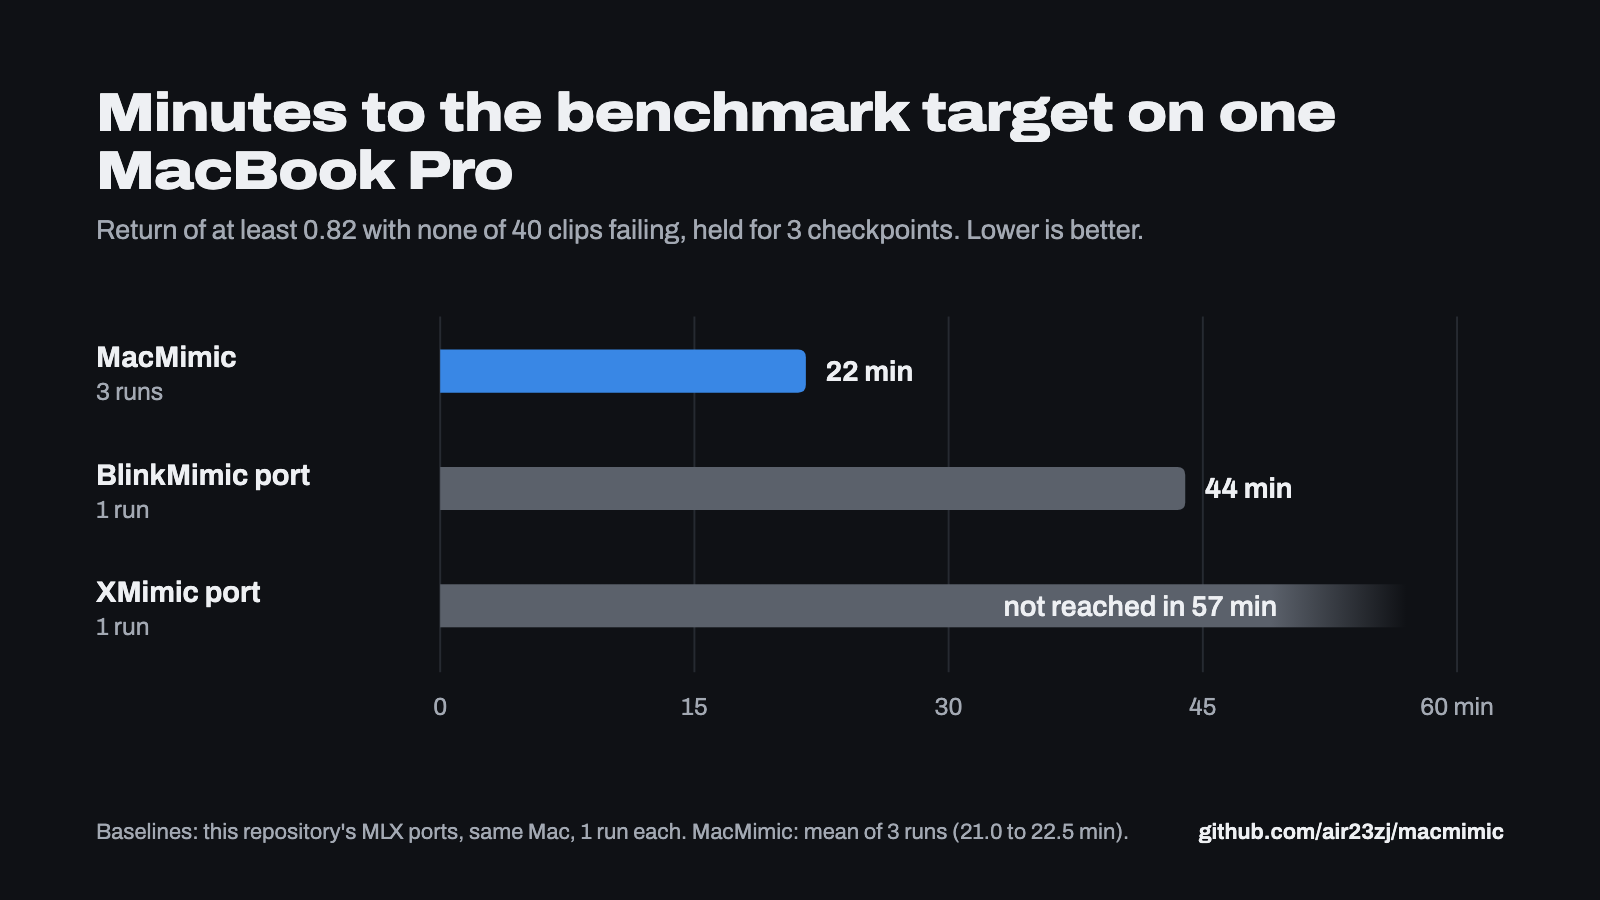 Minutes to the benchmark target on one
MacBook Pro
Return of at least 0.82 with none of 40 clips failing, held for 3 checkpoints. Lower is better.
MacMimic
3 runs
22 min
BlinkMimic port
1 run
44 min
XMimic port
1 run
not reached in 57 min
0 15 30 45 60 min
Baselines: this repository's MLX ports, same Mac, 1 run each. MacMimic: mean of 3 runs (21.0 to 22.5 min).
github.com/air23zj/macmimic